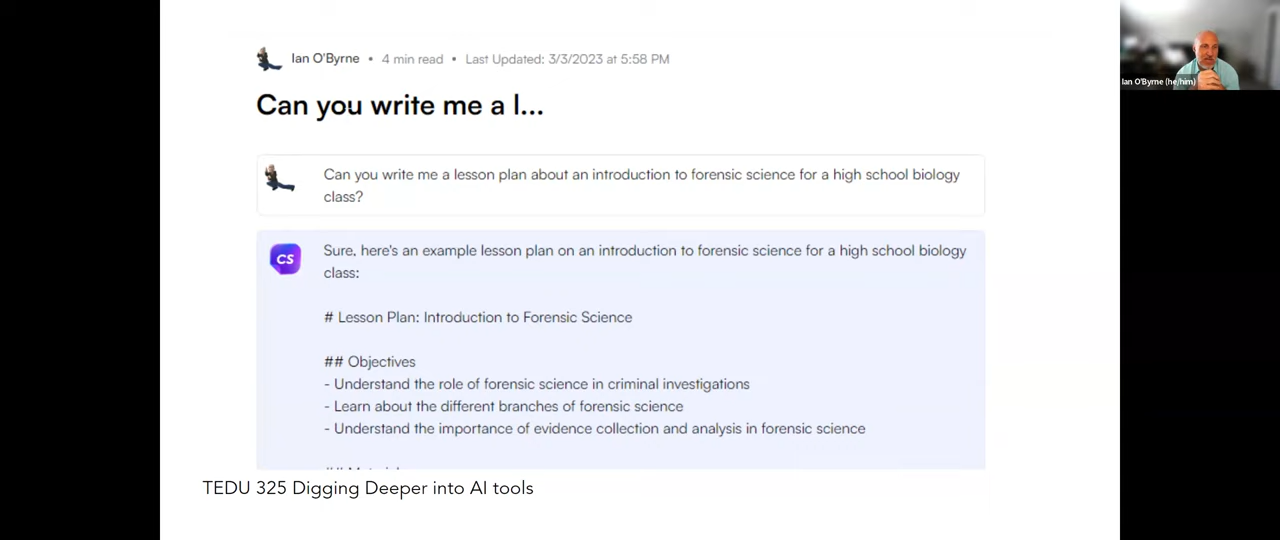 Ian O'Byrne • 4 min read • Last Updated: 3/3/2023 at 5:58 PM
Can you write me a l...
Can you write me a lesson plan about an introduction to forensic science for a high school biology
class?
CS
Sure, here's an example lesson plan on an introduction to forensic science for a high school biology
class:
# Lesson Plan: Introduction to Forensic Science
## Objectives
- Understand the role of forensic science in criminal investigations
- Learn about the different branches of forensic science
- Understand the importance of evidence collection and analysis in forensic science
TEDU 325 Digging Deeper into AI tools
Ian O'Byrne (he/him)